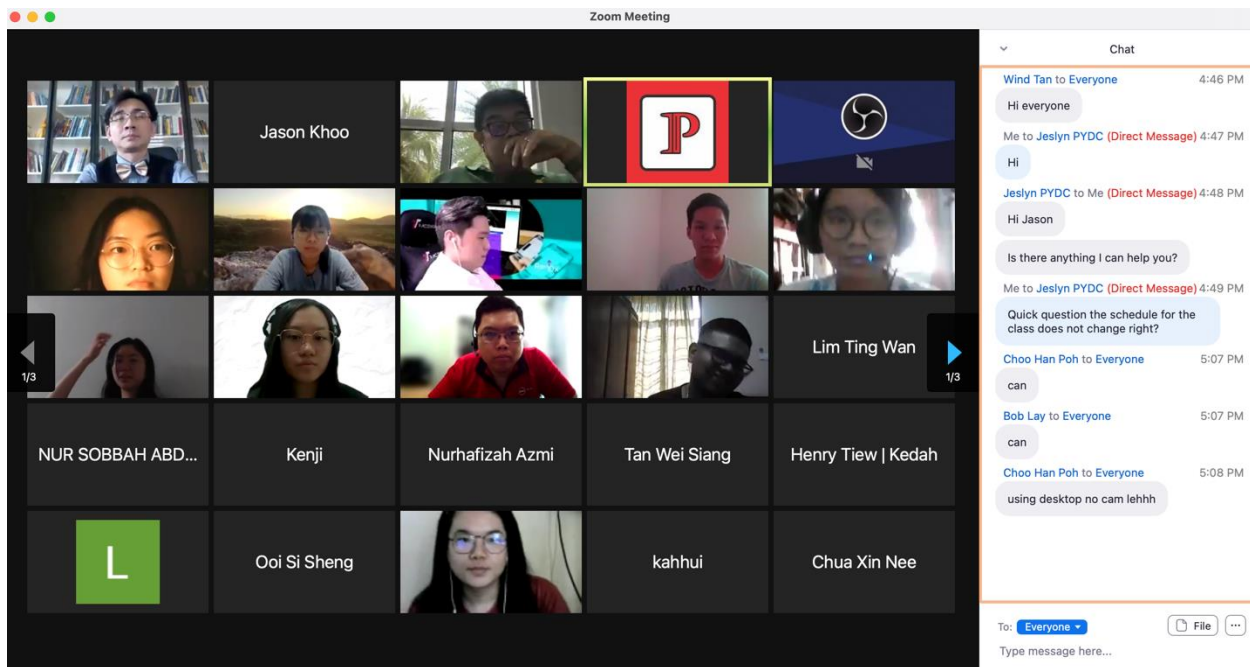 Zoom Meeting
Jason Khoo
P
1/3
Lim Ting Wan
1/3
NUR SOBBAH ABD...
Kenji
Nurhafizah Azmi
Tan Wei Siang
Henry Tiew | Kedah
L
Ooi Si Sheng
kahhui
Chua Xin Nee
Chat
Wind Tan to Everyone 4:46 PM
Hi everyone
Me to Jeslyn PYDC (Direct Message) 4:47 PM
Hi
Jeslyn PYDC to Me (Direct Message) 4:48 PM
Hi Jason
Is there anything I can help you?
Me to Jeslyn PYDC (Direct Message) 4:49 PM
Quick question the schedule for the
class does not change right?
Choo Han Poh to Everyone 5:07 PM
can
Bob Lay to Everyone 5:07 PM
can
Choo Han Poh to Everyone 5:08 PM
using desktop no cam lehhh
To: Everyone
File
Type message here...